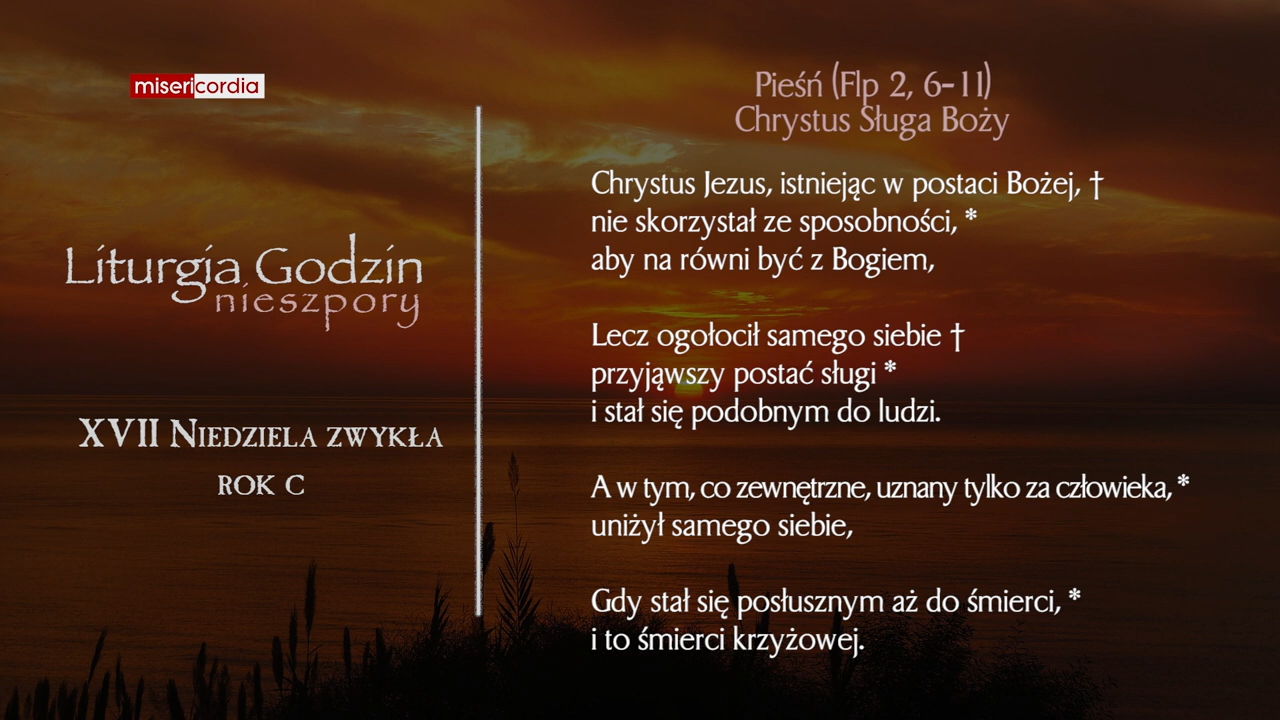 misericordia
Liturgia Godzin
nieszpory
XVII Niedziela zwykła
rok C
Pieśń (Flp 2, 6-11)
Chrystus Sługa Boży
Chrystus Jezus, istniejąc w postaci Bożej, †
nie skorzystał ze sposobności, *
aby na równi być z Bogiem,
Lecz ogołocił samego siebie †
przyjąwszy postać sługi *
i stał się podobnym do ludzi.
A w tym, co zewnętrzne, uznany tylko za człowieka, *
uniżył samego siebie,
Gdy stał się posłusznym aż do śmierci, *
i to śmierci krzyżowej.